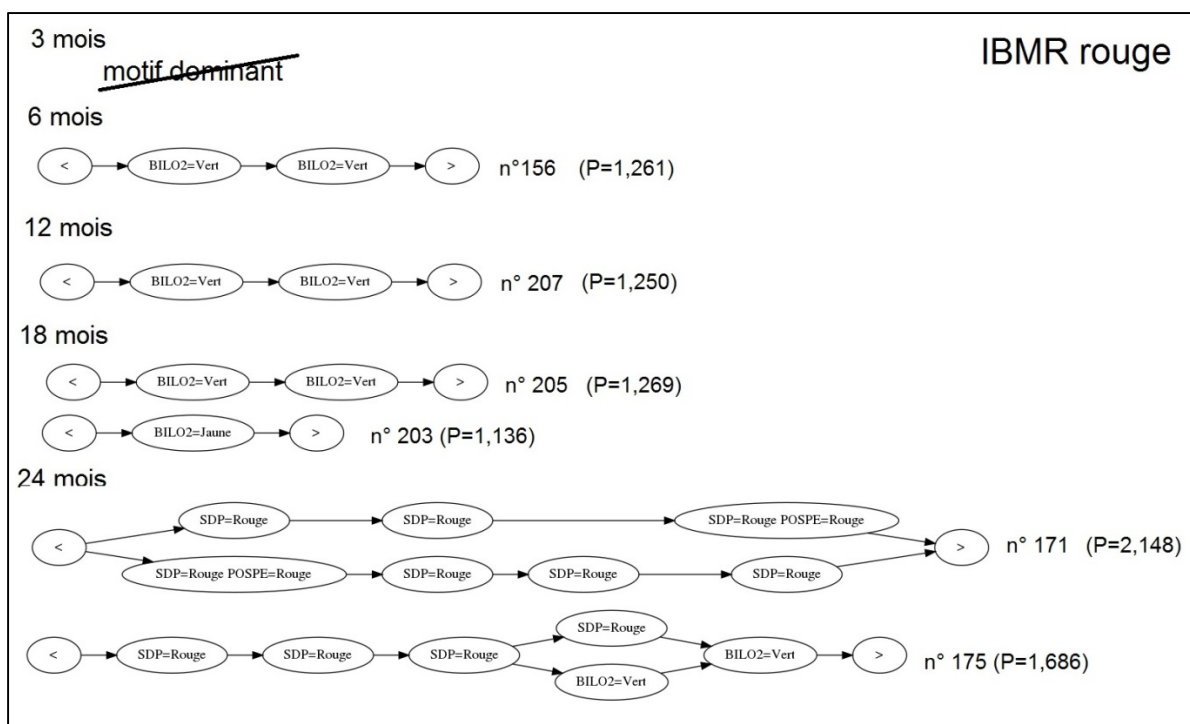 3 mois
IBMR rouge
motif dominant
6 mois
< BILO2=Vert BILO2=Vert > n°156 (P=1,261)
12 mois
< BILO2=Vert BILO2=Vert > n° 207 (P=1,250)
18 mois
< BILO2=Vert BILO2=Vert > n° 205 (P=1,269)
< BILO2=Jaune > n° 203 (P=1,136)
24 mois
SDP=Rouge SDP=Rouge SDP=Rouge POSPE=Rouge
< > n° 171 (P=2,148)
SDP=Rouge POSPE=Rouge SDP=Rouge SDP=Rouge SDP=Rouge
SDP=Rouge
< SDP=Rouge SDP=Rouge SDP=Rouge BILO2=Vert > n° 175 (P=1,686)
BILO2=Vert